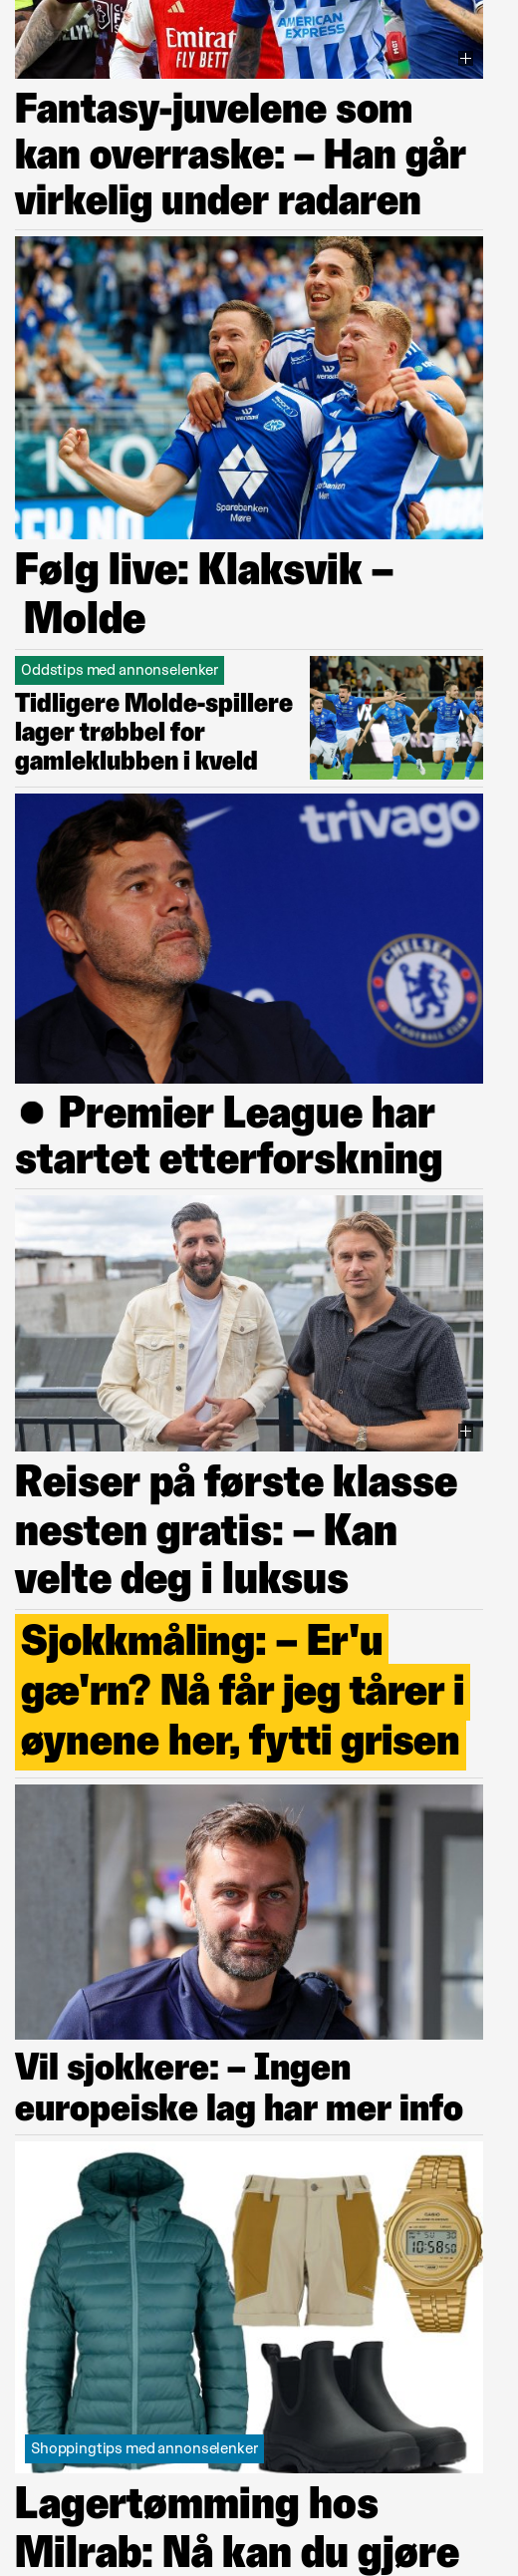 AMERICAN
EXPRESS
Emirat
FLY BETT
Fantasy-juvelene som
kan overraske: – Han går
virkelig under radaren
Sparebanken
Møre
Følg live: Klaksvik –
Molde
Oddstips med annonselenker
Tidligere Molde-spillere
lager trøbbel for
gamleklubben i kveld
trivago
CHELSEA
FOOTBALL CLUB
● Premier League har
startet etterforskning
Reiser på første klasse
nesten gratis: – Kan
velte deg i luksus
Sjokkmåling: – Er'u
gæ'rn? Nå får jeg tårer i
øynene her, fytti grisen
Vil sjokkere: – Ingen
europeiske lag har mer info
CASIO
10:58 50
Shoppingtips med annonselenker
Lagertømming hos
Milrab: Nå kan du gjøre